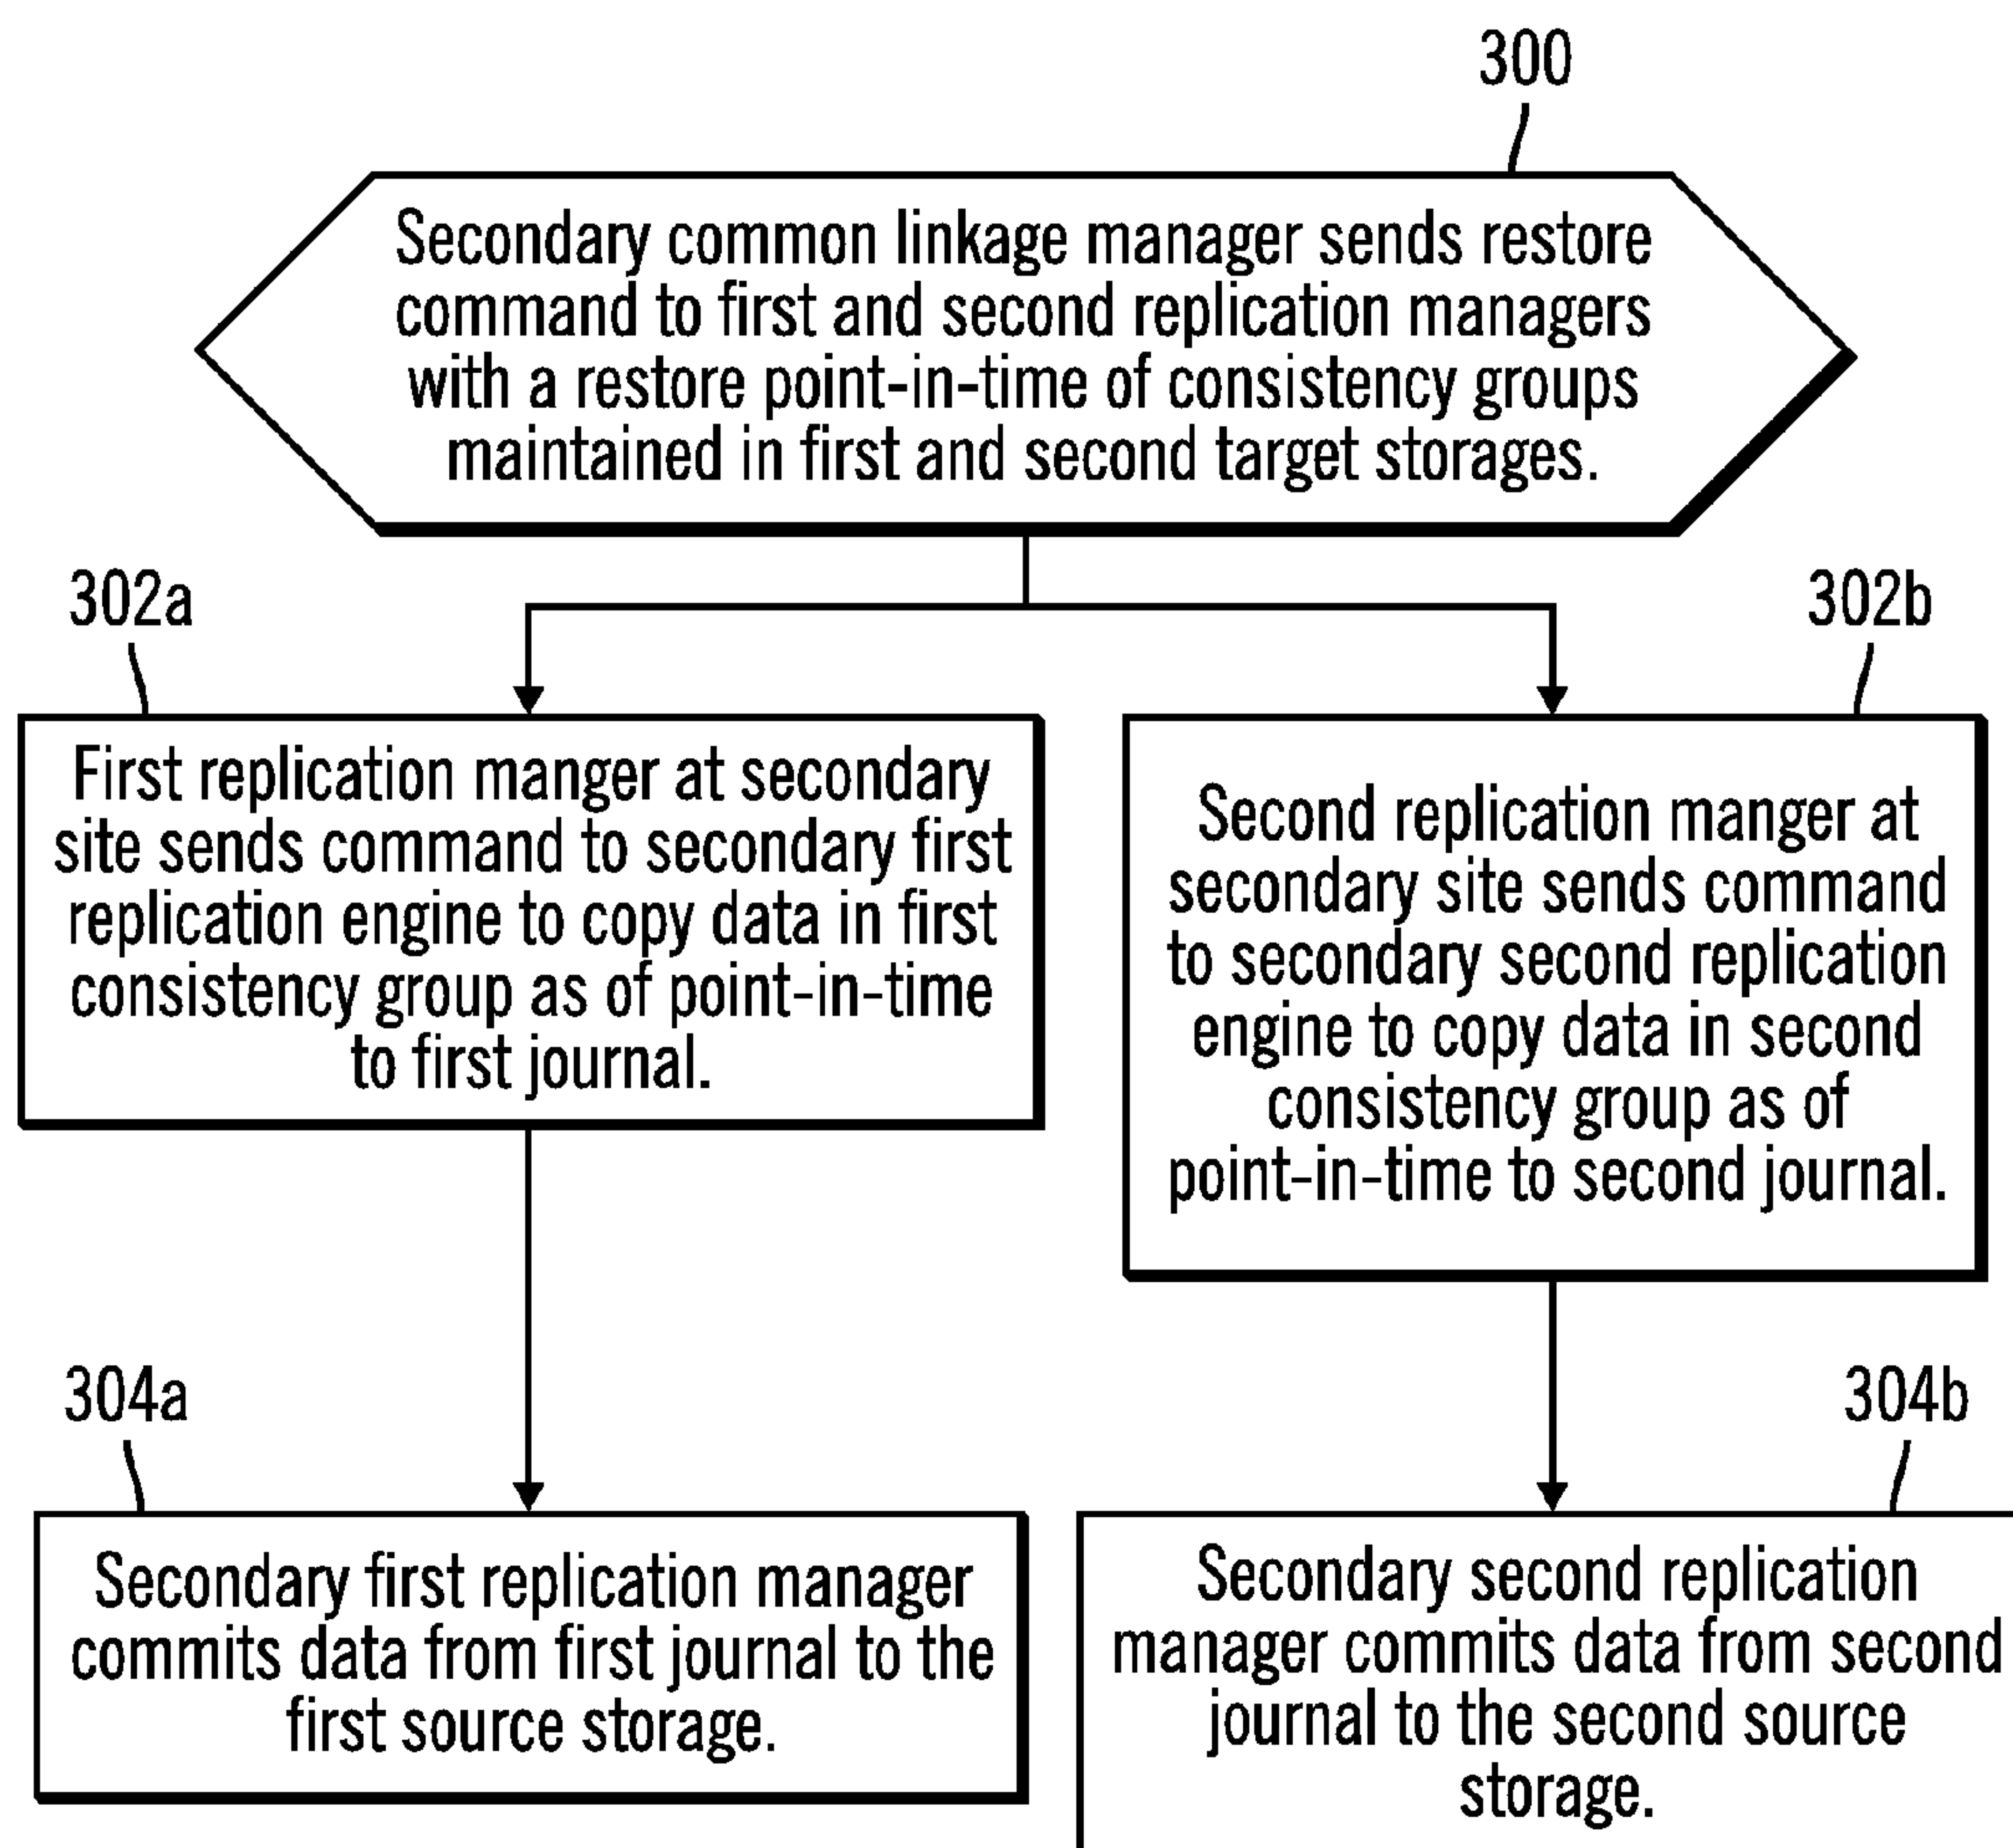 300
Secondary common linkage manager sends restore
command to first and second replication managers
with a restore point-in-time of consistency groups
maintained in first and second target storages.
302a
First replication manger at secondary
site sends command to secondary first
replication engine to copy data in first
consistency group as of point-in-time
to first journal.
302b
Second replication manger at
secondary site sends command
to secondary second replication
engine to copy data in second
consistency group as of
point-in-time to second journal.
304a
Secondary first replication manager
commits data from first journal to the
first source storage.
304b
Secondary second replication
manager commits data from second
journal to the second source
storage.